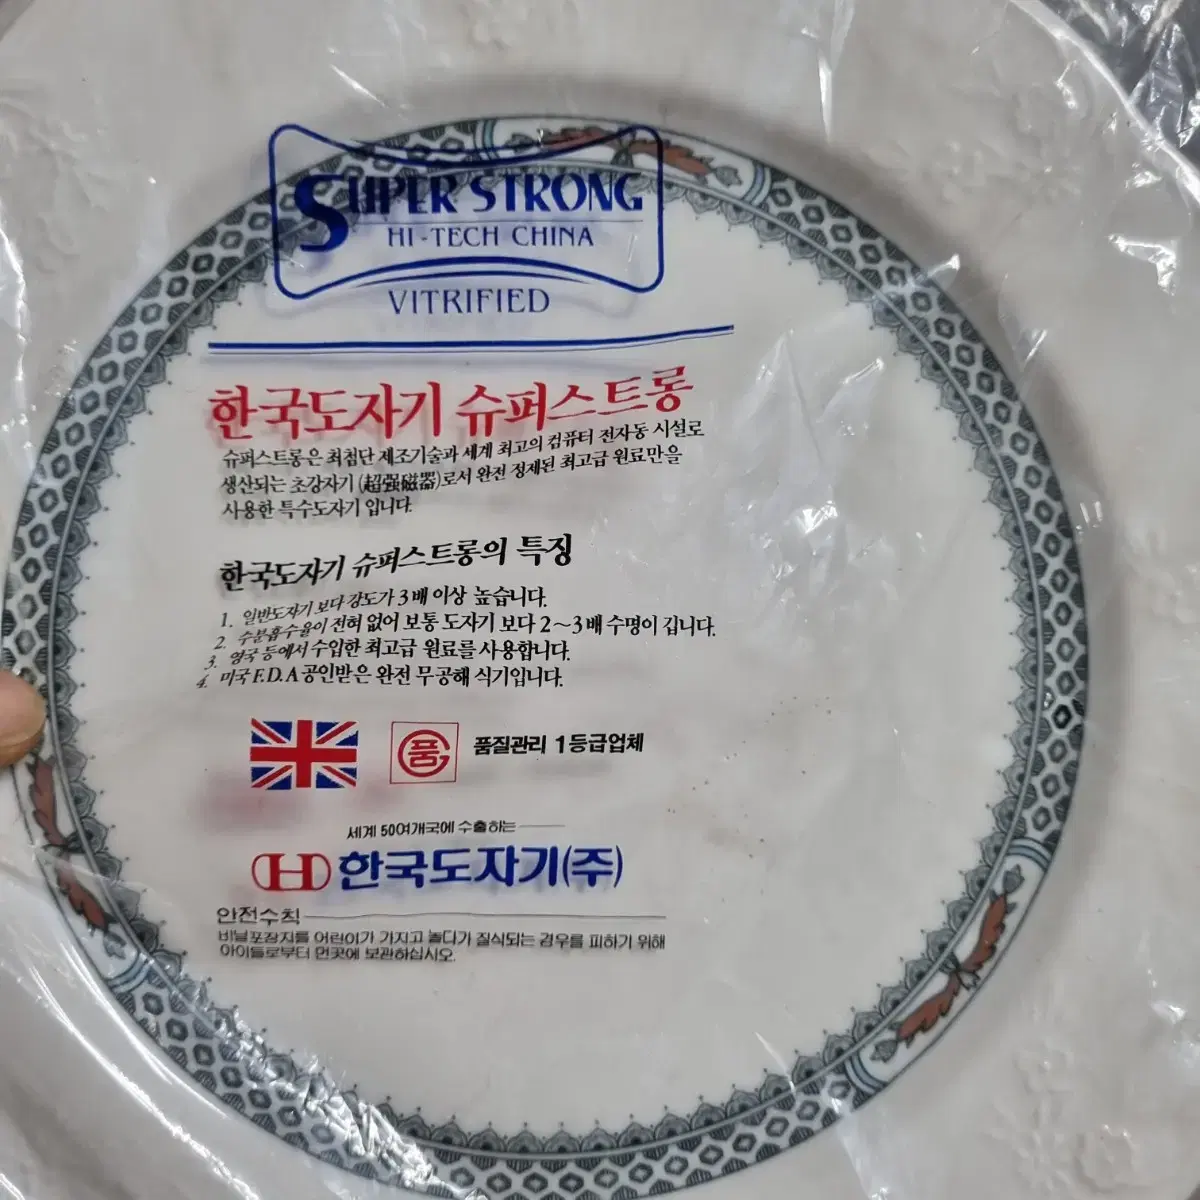 SUPER STRONG
HI-TECH CHINA
VITRIFIED
한국도자기 슈퍼스트롱
슈퍼스트롱은 최첨단 제조기술과 세계 최고의 컴퓨터 전자동 시설로
생산되는 초강자기 (超强磁器)로서 완전 정제된 최고급 원료만을
사용한 특수도자기 입니다.
한국도자기 슈퍼스트롱의 특징
1. 일반도자기 보다 강도가 3배 이상 높습니다.
2. 수분흡수율이 전혀 없어 보통 도자기 보다 2~3배 수명이 깁니다.
3. 영국 등에서 수입한 최고급 원료를 사용합니다.
4. 미국 F.D.A 공인받은 완전 무공해 식기입니다.
품 품질관리 1등급업체
세계 50여개국에 수출하는
H 한국도자기(주)
안전수칙
비닐포장지를 어린이가 가지고 놀다가 질식되는 경우를 피하기 위해
아이들로부터 먼곳에 보관하십시오.